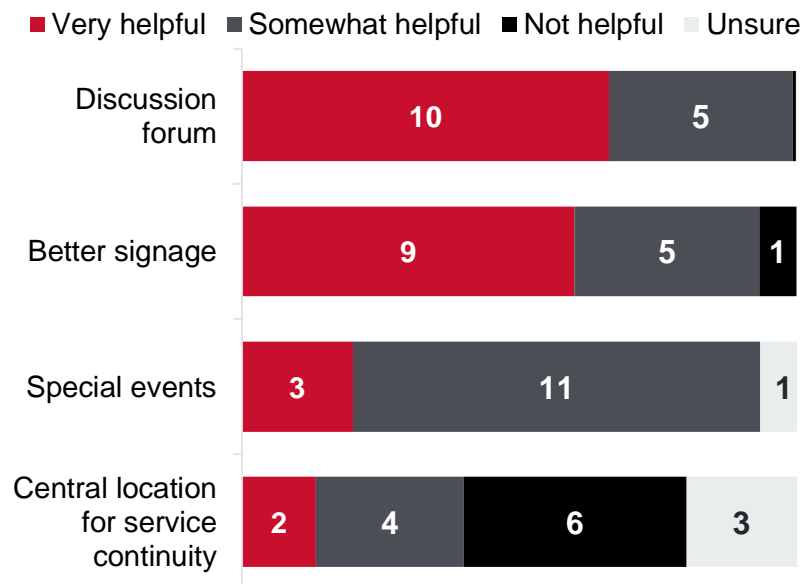 Very helpful Somewhat helpful Not helpful Unsure
Discussion
forum
10 5
Better signage
9 5 1
Special events
3 11 1
Central location
for service
continuity
2 4 6 3